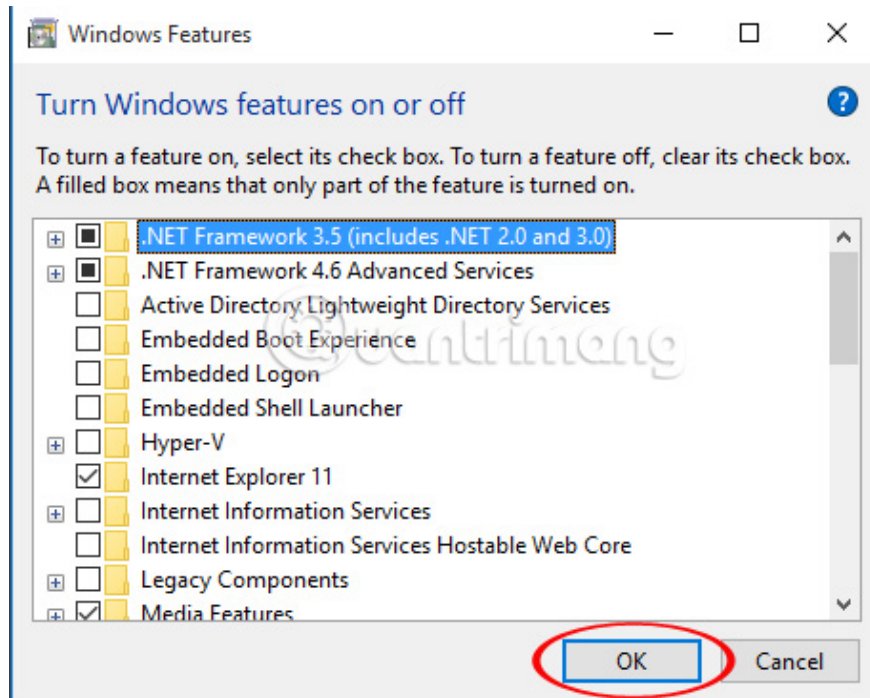 Windows Features
Turn Windows features on or off
To turn a feature on, select its check box. To turn a feature off, clear its check box.
A filled box means that only part of the feature is turned on.
.NET Framework 3.5 (includes .NET 2.0 and 3.0)
.NET Framework 4.6 Advanced Services
Active Directory Lightweight Directory Services
Embedded Boot Experience
Quantrimang
Embedded Logon
Embedded Shell Launcher
Hyper-V
Internet Explorer 11
Internet Information Services
Internet Information Services Hostable Web Core
Legacy Components
Media Features
OK Cancel